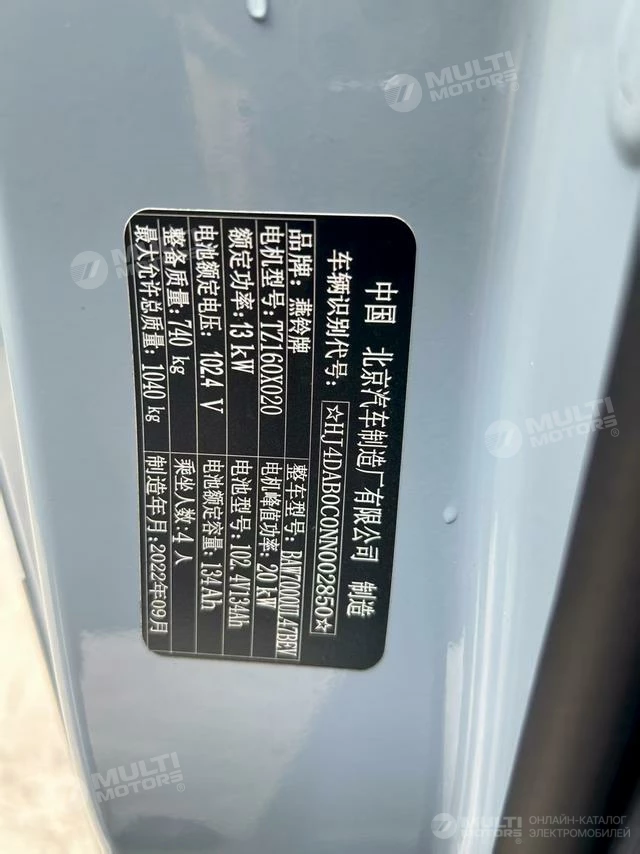 中国 北京汽车制造厂有限公司 制造
车辆识别代号: ☆HJ4DAB0C0NN002850☆
品牌: 燕铃牌 整车型号: BAW7000U47BEV
电机型号: TZ160X020 电机峰值功率: 20 kW
额定功率: 13 kW 电池型号: 102.4V134Ah
电池额定电压: 102.4 V 电池额定容量: 134Ah
整备质量: 740 kg 乘坐人数: 4 人
最大允许总质量: 1040 kg 制造年月: 2022年09月
MULTI MOTORS
MULTI MOTORS
MULTI MOTORS
MULTI MOTORS
MULTI MOTORS
ОНЛАЙН-КАТАЛОГ
ЭЛЕКТРОМОБИЛЕЙ